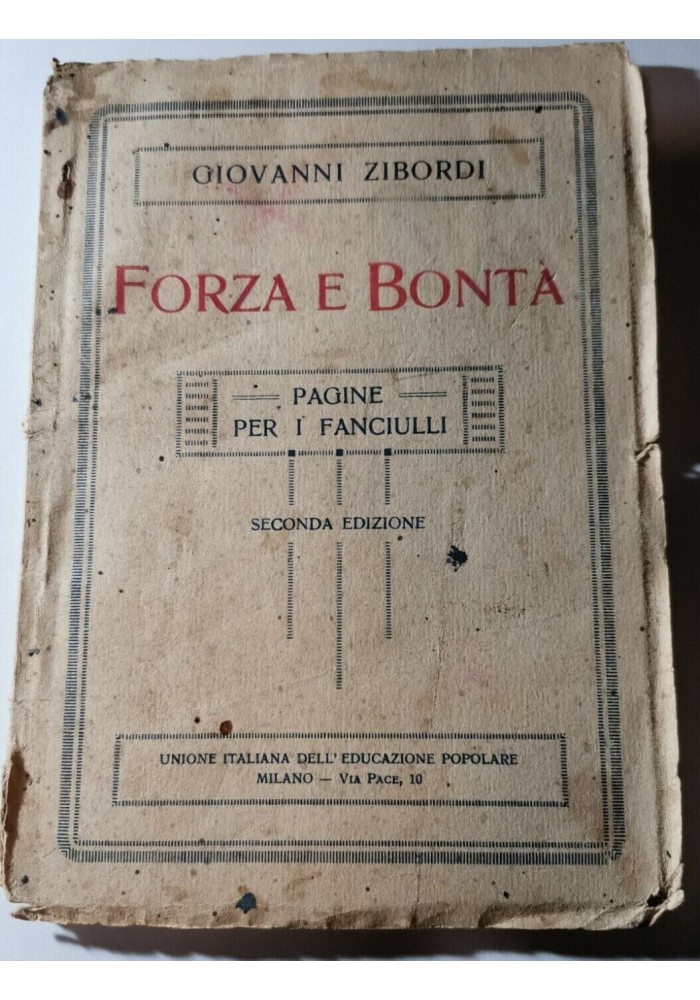 GIOVANNI ZIBORDI
FORZA E BONTÀ
PAGINE
PER I FANCIULLI
SECONDA EDIZIONE
UNIONE ITALIANA DELL' EDUCAZIONE POPOLARE
MILANO — VIA PACE, 10